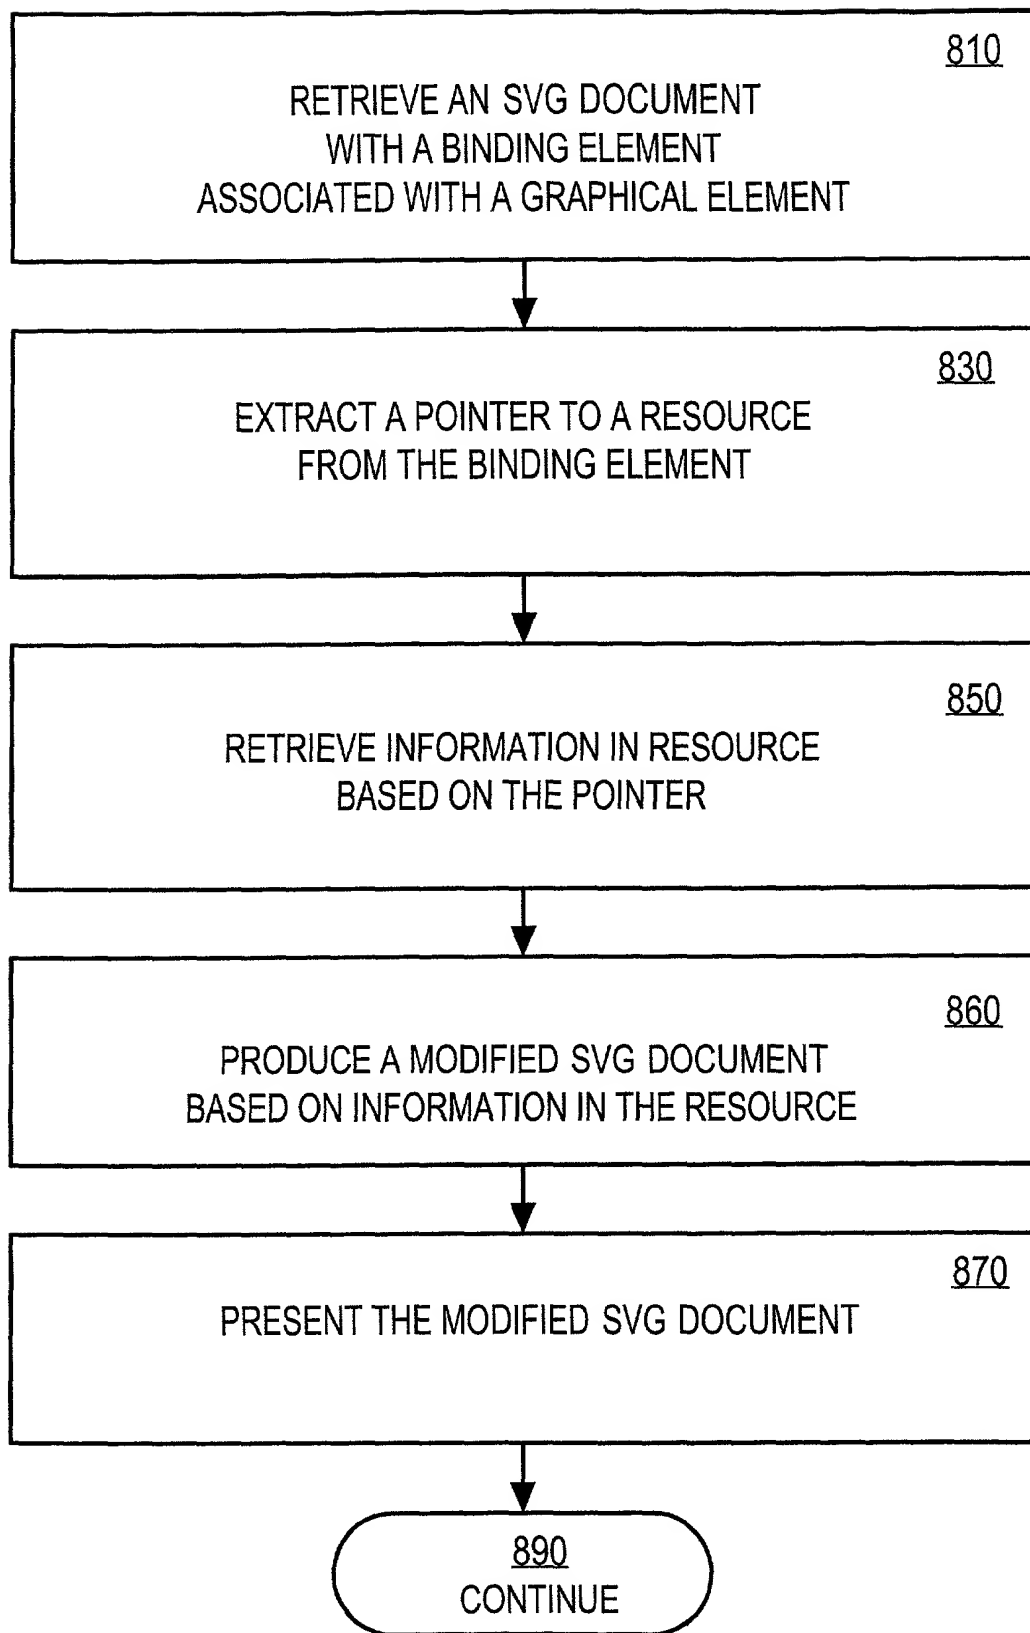 810
RETRIEVE AN SVG DOCUMENT
WITH A BINDING ELEMENT
ASSOCIATED WITH A GRAPHICAL ELEMENT
830
EXTRACT A POINTER TO A RESOURCE
FROM THE BINDING ELEMENT
850
RETRIEVE INFORMATION IN RESOURCE
BASED ON THE POINTER
860
PRODUCE A MODIFIED SVG DOCUMENT
BASED ON INFORMATION IN THE RESOURCE
870
PRESENT THE MODIFIED SVG DOCUMENT
890
CONTINUE